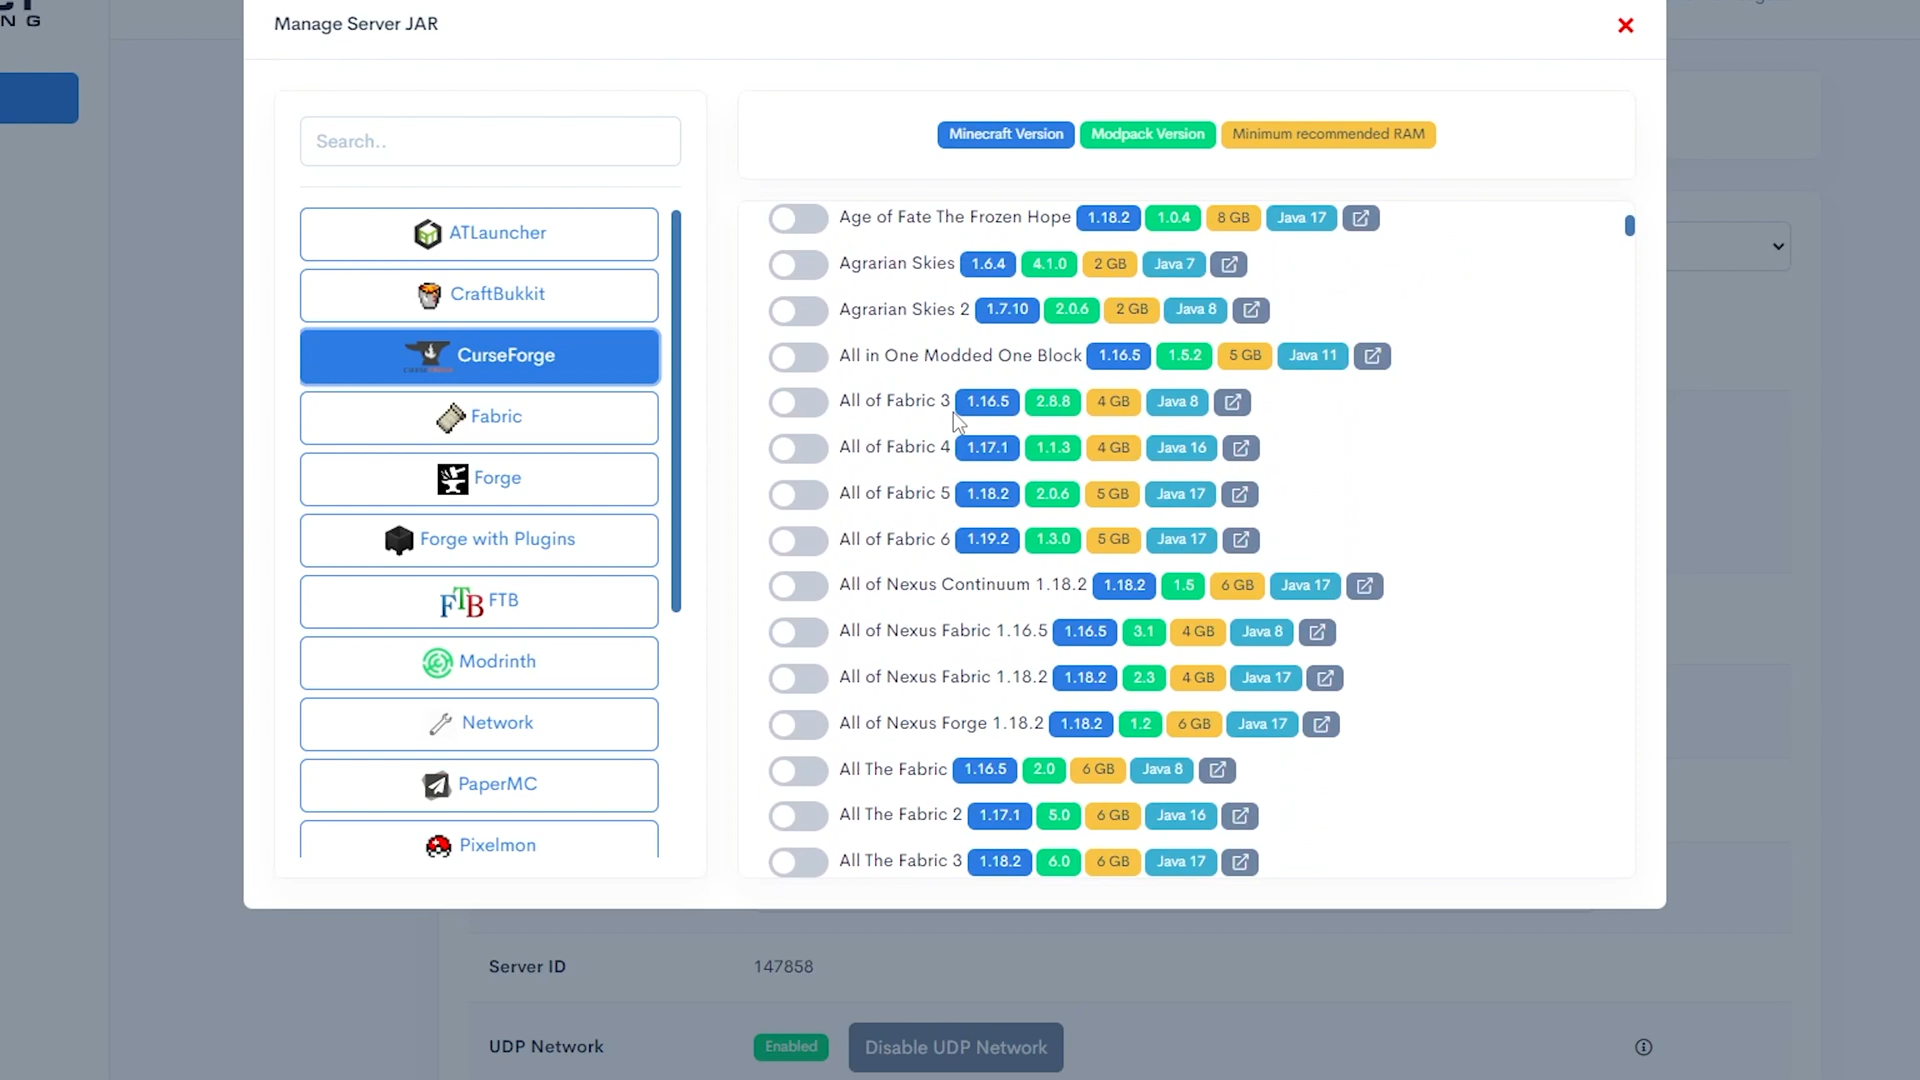 NG
Manage Server JAR
Search..
ATLauncher
CraftBukkit
CurseForge
Fabric
Forge
Forge with Plugins
FTB FTB
Modrinth
Network
PaperMC
Pixelmon
Minecraft Version Modpack Version Minimum recommended RAM
Age of Fate The Frozen Hope 1.18.2 1.0.4 8 GB Java 17
Agrarian Skies 1.6.4 4.1.0 2 GB Java 7
Agrarian Skies 2 1.7.10 2.0.6 2 GB Java 8
All in One Modded One Block 1.16.5 1.5.2 5 GB Java 11
All of Fabric 3 1.16.5 2.8.8 4 GB Java 8
All of Fabric 4 1.17.1 1.1.3 4 GB Java 16
All of Fabric 5 1.18.2 2.0.6 5 GB Java 17
All of Fabric 6 1.19.2 1.3.0 5 GB Java 17
All of Nexus Continuum 1.18.2 1.18.2 1.5 6 GB Java 17
All of Nexus Fabric 1.16.5 1.16.5 3.1 4 GB Java 8
All of Nexus Fabric 1.18.2 1.18.2 2.3 4 GB Java 17
All of Nexus Forge 1.18.2 1.18.2 1.2 6 GB Java 17
All The Fabric 1.16.5 2.0 6 GB Java 8
All The Fabric 2 1.17.1 5.0 6 GB Java 16
All The Fabric 3 1.18.2 6.0 6 GB Java 17
Server ID 147858
UDP Network Enabled Disable UDP Network